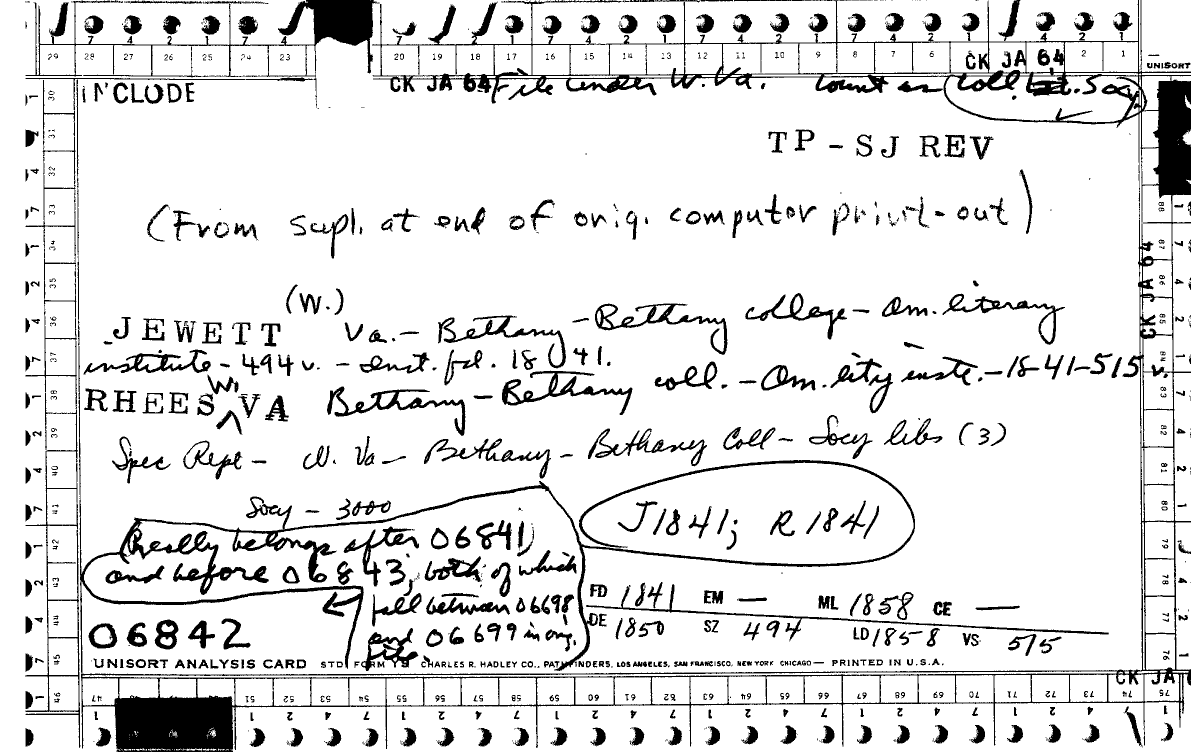 7 4 2 1 7 4 7 2 1 7 4 2 1 7 4 2 1 7 4 2 1
29 28 27 26 25 24 23 20 19 18 17 16 15 14 13 12 11 10 9 8 7 6 2 1
CK JA 64
UNISORT
INCLUDE CK JA 64 File under W. Va. Count as Coll. Lit. Socy.
TP - SJ REV
(From supl. at end of orig. computor print-out)
(W.)
JEWETT Va. — Bethany — Bethany college — Am. literary
institute — 494 v. — Inst. fd. 1841.
W.
RHEES VA Bethany — Bethany coll. — Am. lity inste. — 18-41-515 v.
Spec Rept — W. Va — Bethany — Bethany Coll — Socy libs (3)
Socy — 3000
J 1841; R 1841
(Really belongs after 06841)
and before 06843, both of which
fall between 06698
and 06699 in orig.
file.
FD 1841 EM — ML 1858 CE —
DE 1850 SZ 494 LD 1858 VS 515
06842
UNISORT ANALYSIS CARD STD. FORM Y9 CHARLES R. HADLEY CO., PATHFINDERS, LOS ANGELES, SAN FRANCISCO, NEW YORK CHICAGO — PRINTED IN U.S.A.
CK JA 6
CK JA 64
30 31 32 33 34 35 36 37 38 39 40 41 42 43 44 45 46
47 51 52 53 54 55 56 57 58 59 60 61 62 63 64 65 66 67 68 69 70 71 72 73 74 75
76 77 78 79 80 81 82 83 84 85 86 87 88